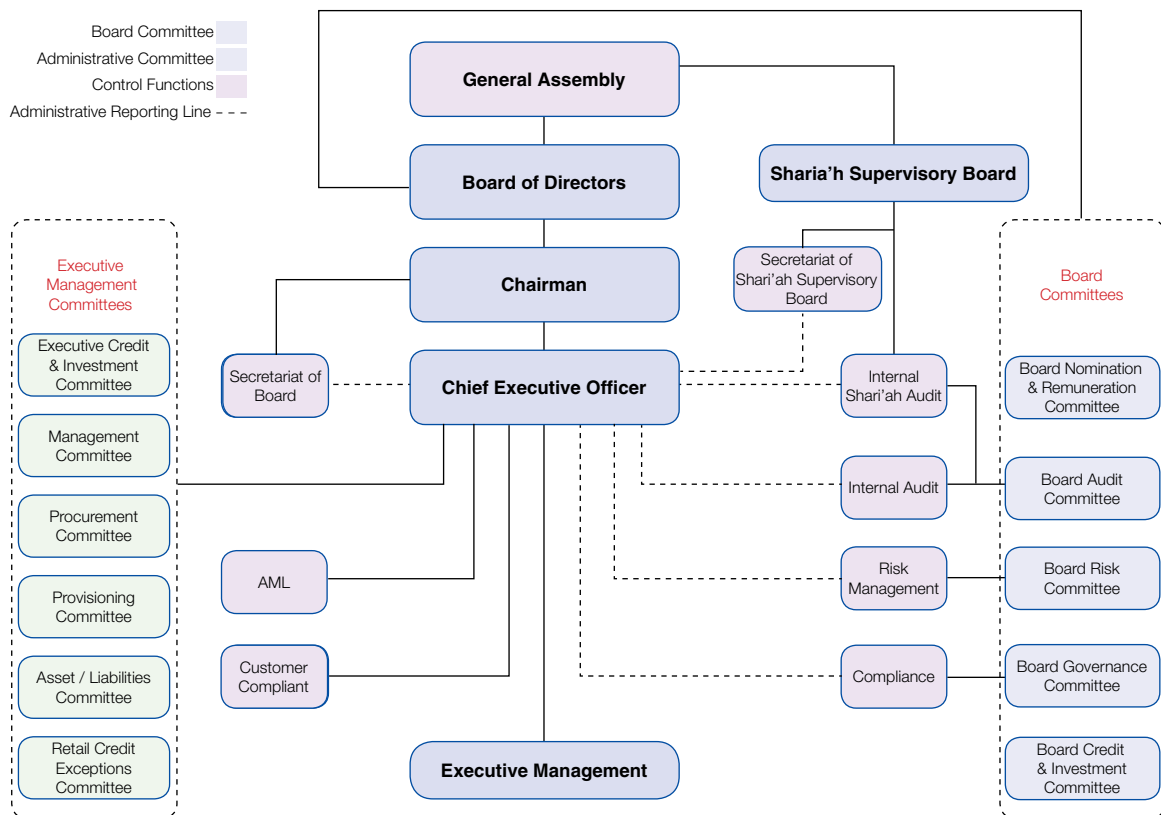 Board Committee
Administrative Committee
Control Functions
Administrative Reporting Line
General Assembly
Board of Directors
Sharia'h Supervisory Board
Chairman
Secretariat of
Shari'ah Supervisory
Board
Executive
Management
Committees
Board
Committees
Executive Credit
& Investment
Committee
Secretariat of
Board
Chief Executive Officer
Internal
Shari'ah Audit
Board Nomination
& Remuneration
Committee
Management
Committee
Internal Audit
Board Audit
Committee
Procurement
Committee
AML
Risk
Management
Board Risk
Committee
Provisioning
Committee
Customer
Compliant
Compliance
Board Governance
Committee
Asset / Liabilities
Committee
Retail Credit
Exceptions
Committee
Executive Management
Board Credit
& Investment
Committee